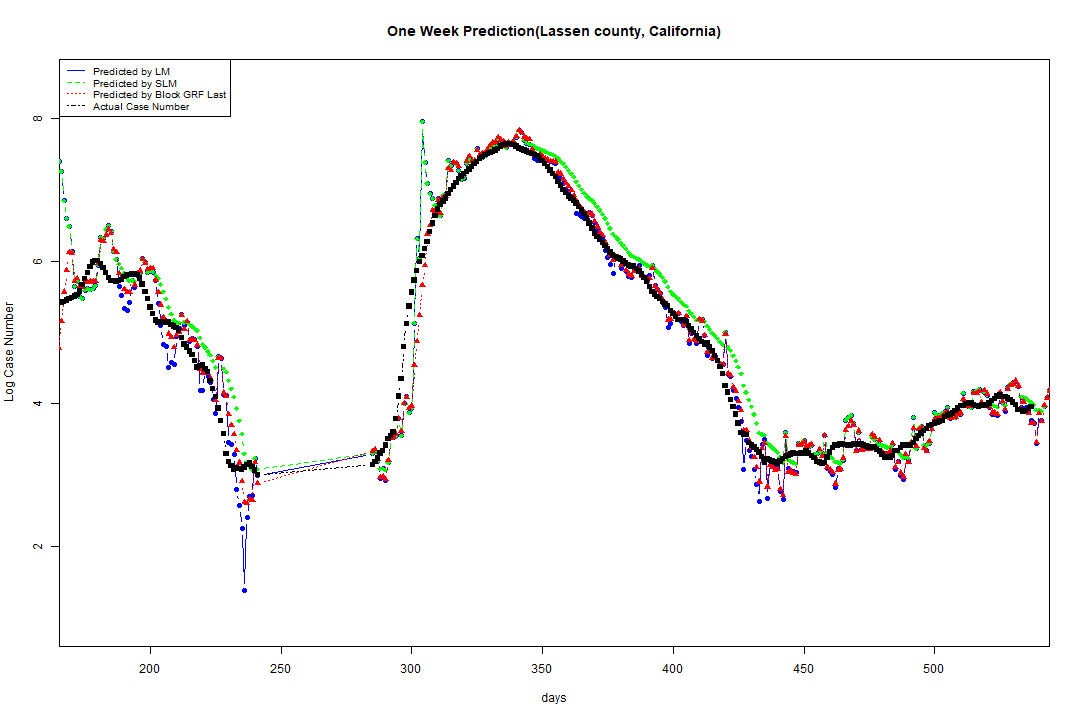 One Week Prediction(Lassen county, California)
Predicted by LM
Predicted by SLM
Predicted by Block GRF Last
Actual Case Number
8
6
4
2
Log Case Number
200 250 300 350 400 450 500
days